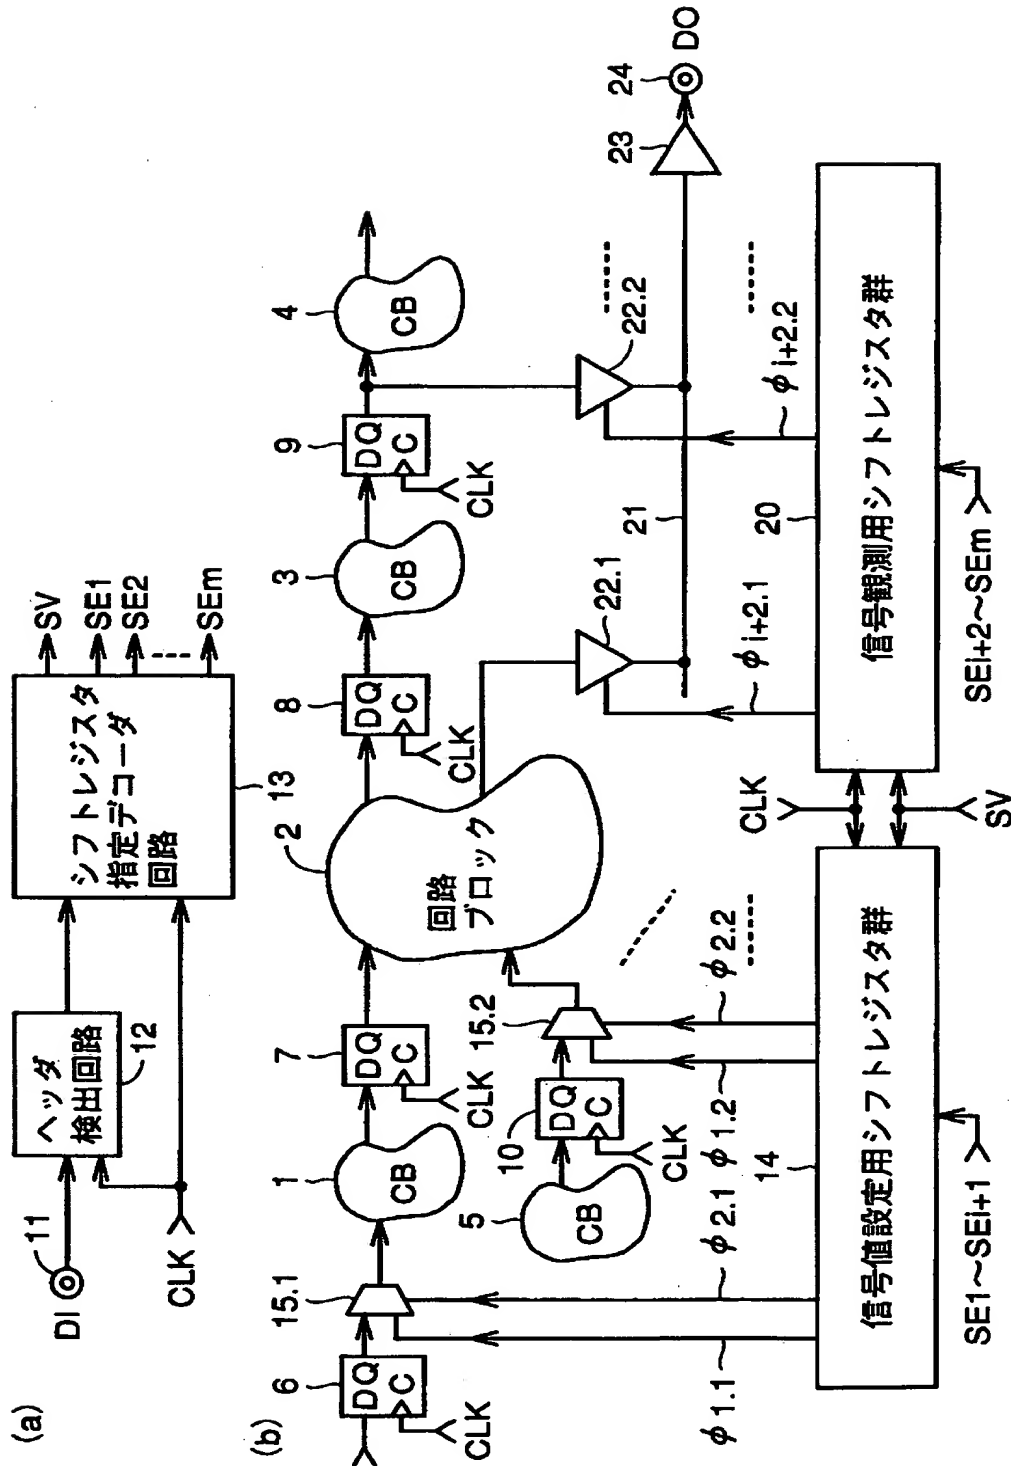 (a)
DI
11
CLK
ヘッダ
検出回路
12
シフトレジスタ
指定デコーダ
回路
13
SV
SE1
SE2
SEm
(b)
6
DQ
C
CLK
15.1
1
CB
7
DQ
C
CLK
2
回路
ブロック
8
DQ
C
CLK
3
CB
9
DQ
C
CLK
4
CB
5
CB
10
DQ
C
CLK
15.2
22.1
22.2
21
23
24
DO
φ1.1
φ2.1
φ1.2
φ2.2
φi+2.1
φi+2.2
14
信号値設定用シフトレジスタ群
SE1~SEi+1
CLK
SV
20
信号観測用シフトレジスタ群
SEi+2~SEm